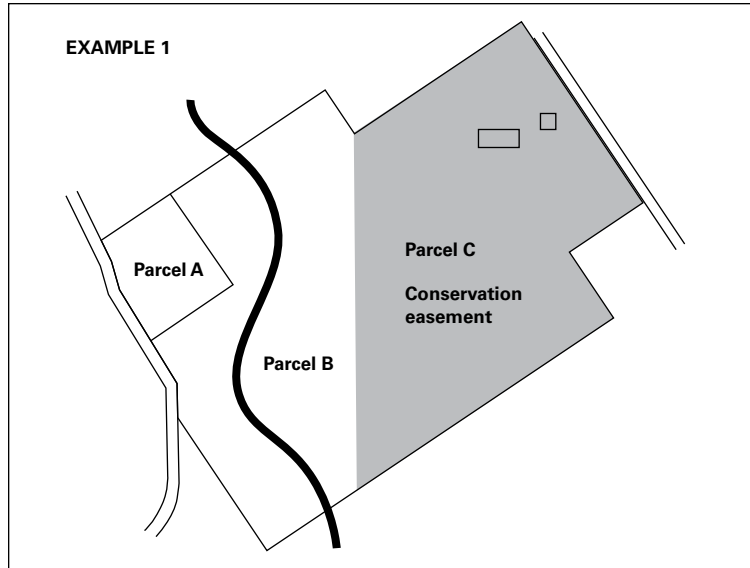 EXAMPLE 1
Parcel A
Parcel B
Parcel C
Conservation
easement